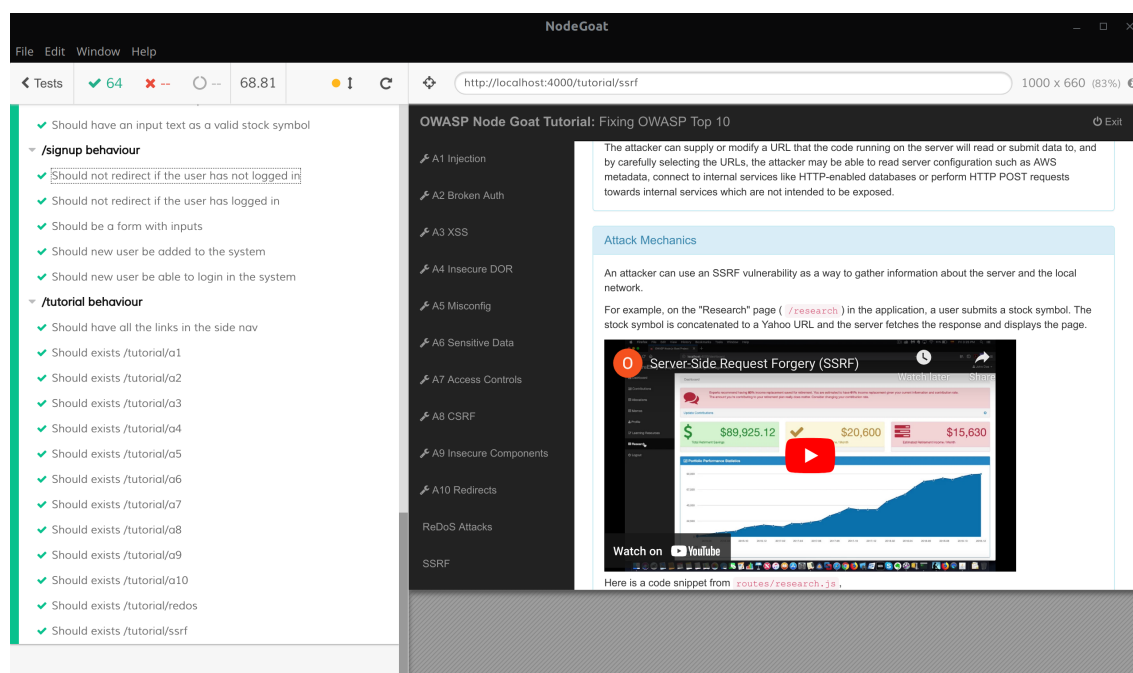 NodeGoat
File Edit Window Help
Tests 64 -- -- 68.81
http://localhost:4000/tutorial/ssrf 1000 x 660 (83%)
Should have an input text as a valid stock symbol
/signup behaviour
Should not redirect if the user has not logged in
Should not redirect if the user has logged in
Should be a form with inputs
Should new user be added to the system
Should new user be able to login in the system
/tutorial behaviour
Should have all the links in the side nav
Should exists /tutorial/a1
Should exists /tutorial/a2
Should exists /tutorial/a3
Should exists /tutorial/a4
Should exists /tutorial/a5
Should exists /tutorial/a6
Should exists /tutorial/a7
Should exists /tutorial/a8
Should exists /tutorial/a9
Should exists /tutorial/a10
Should exists /tutorial/redos
Should exists /tutorial/ssrf
OWASP Node Goat Tutorial: Fixing OWASP Top 10
Exit
A1 Injection
A2 Broken Auth
A3 XSS
A4 Insecure DOR
A5 Misconfig
A6 Sensitive Data
A7 Access Controls
A8 CSRF
A9 Insecure Components
A10 Redirects
ReDoS Attacks
SSRF
The attacker can supply or modify a URL that the code running on the server will read or submit data to, and
by carefully selecting the URLs, the attacker may be able to read server configuration such as AWS
metadata, connect to internal services like HTTP-enabled databases or perform HTTP POST requests
towards internal services which are not intended to be exposed.
Attack Mechanics
An attacker can use an SSRF vulnerability as a way to gather information about the server and the local
network.
For example, on the "Research" page ( /research ) in the application, a user submits a stock symbol. The
stock symbol is concatenated to a Yahoo URL and the server fetches the response and displays the page.
O Server-Side Request Forgery (SSRF)
Watch later Share
$89,925.12
$20,600
$15,630
Watch on YouTube
Here is a code snippet from routes/research.js ,